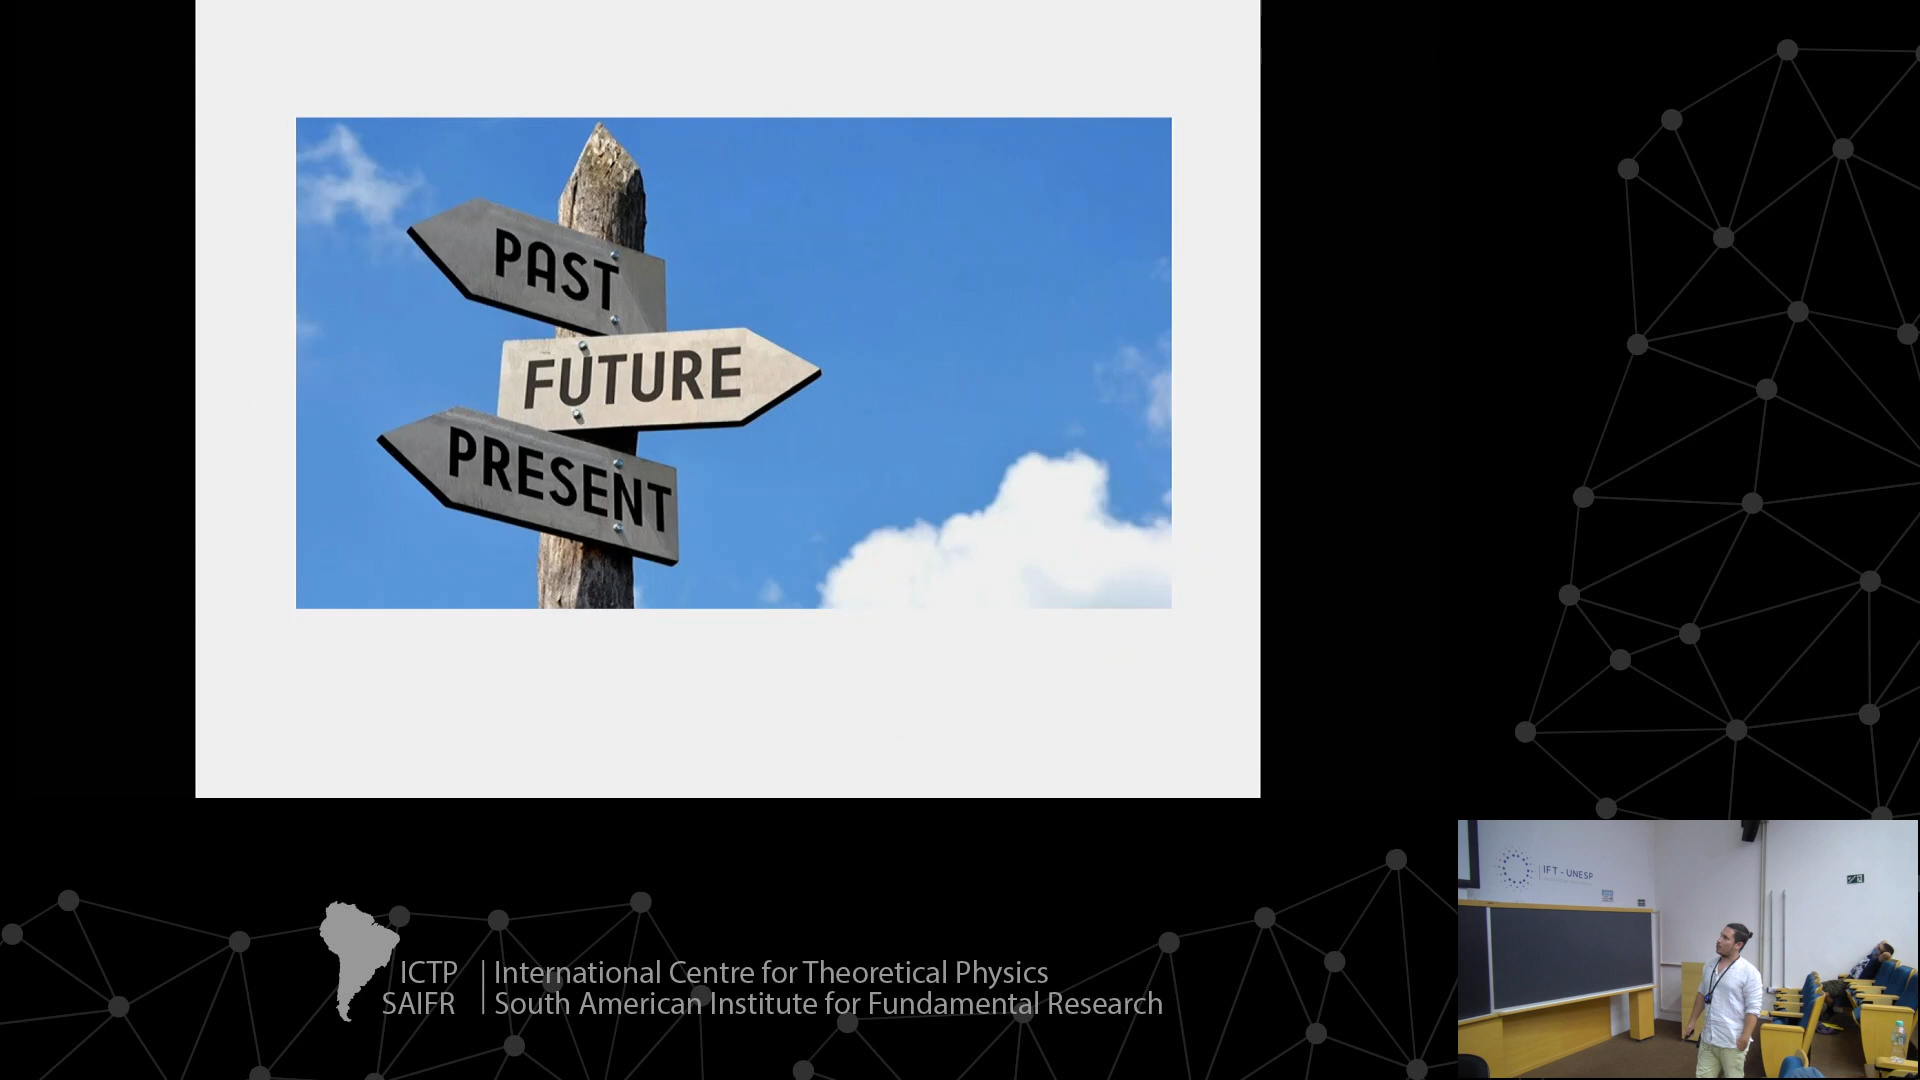 PAST
FUTURE
PRESENT
IFT - UNESP
ICTP
SAIFR
International Centre for Theoretical Physics
South American Institute for Fundamental Research